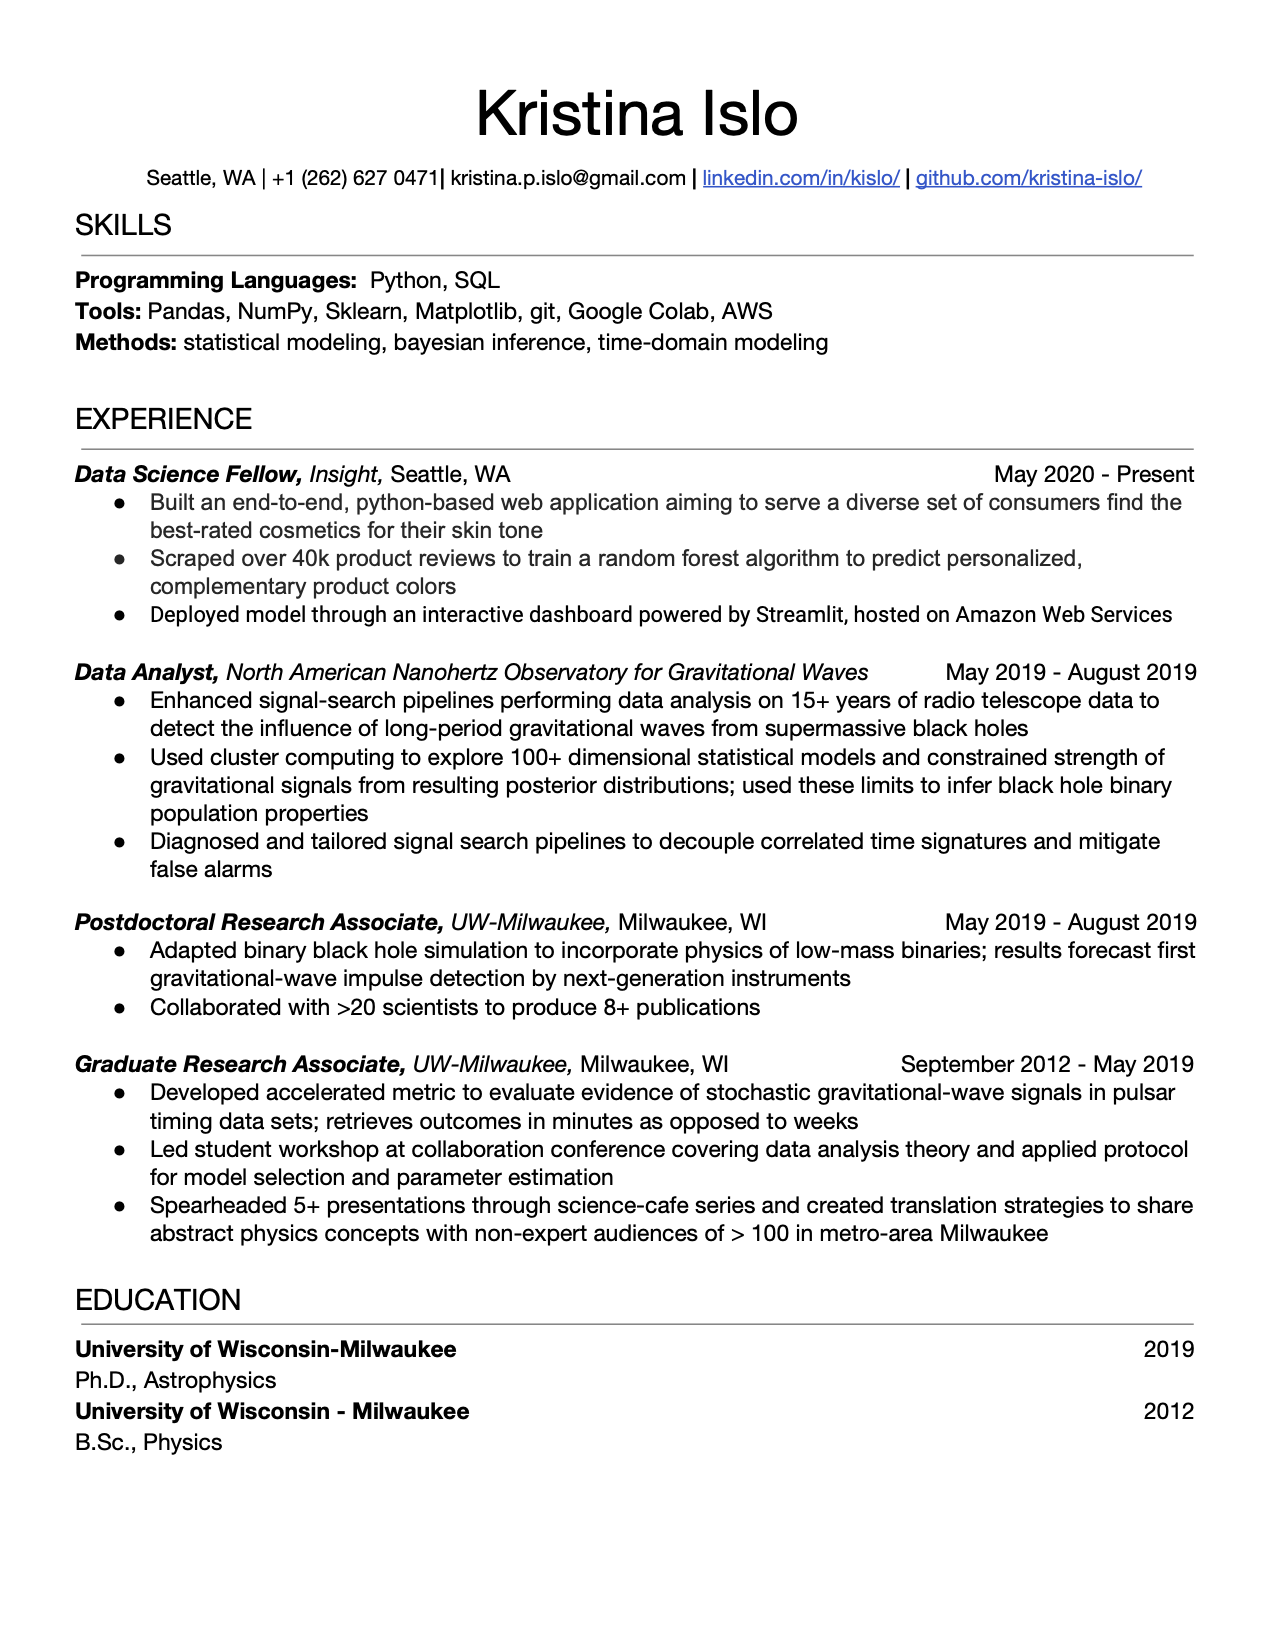 Kristina Islo
Seattle, WA | +1 (262) 627 0471| kristina.p.islo@gmail.com | linkedin.com/in/kislo/ | github.com/kristina-islo/
SKILLS
Programming Languages: Python, SQL
Tools: Pandas, NumPy, Sklearn, Matplotlib, git, Google Colab, AWS
Methods: statistical modeling, bayesian inference, time-domain modeling
EXPERIENCE
Data Science Fellow, Insight, Seattle, WA May 2020 - Present
● Built an end-to-end, python-based web application aiming to serve a diverse set of consumers find the
best-rated cosmetics for their skin tone
● Scraped over 40k product reviews to train a random forest algorithm to predict personalized,
complementary product colors
● Deployed model through an interactive dashboard powered by Streamlit, hosted on Amazon Web Services
Data Analyst, North American Nanohertz Observatory for Gravitational Waves May 2019 - August 2019
● Enhanced signal-search pipelines performing data analysis on 15+ years of radio telescope data to
detect the influence of long-period gravitational waves from supermassive black holes
● Used cluster computing to explore 100+ dimensional statistical models and constrained strength of
gravitational signals from resulting posterior distributions; used these limits to infer black hole binary
population properties
● Diagnosed and tailored signal search pipelines to decouple correlated time signatures and mitigate
false alarms
Postdoctoral Research Associate, UW-Milwaukee, Milwaukee, WI May 2019 - August 2019
● Adapted binary black hole simulation to incorporate physics of low-mass binaries; results forecast first
gravitational-wave impulse detection by next-generation instruments
● Collaborated with >20 scientists to produce 8+ publications
Graduate Research Associate, UW-Milwaukee, Milwaukee, WI September 2012 - May 2019
● Developed accelerated metric to evaluate evidence of stochastic gravitational-wave signals in pulsar
timing data sets; retrieves outcomes in minutes as opposed to weeks
● Led student workshop at collaboration conference covering data analysis theory and applied protocol
for model selection and parameter estimation
● Spearheaded 5+ presentations through science-cafe series and created translation strategies to share
abstract physics concepts with non-expert audiences of > 100 in metro-area Milwaukee
EDUCATION
University of Wisconsin-Milwaukee 2019
Ph.D., Astrophysics
University of Wisconsin - Milwaukee 2012
B.Sc., Physics